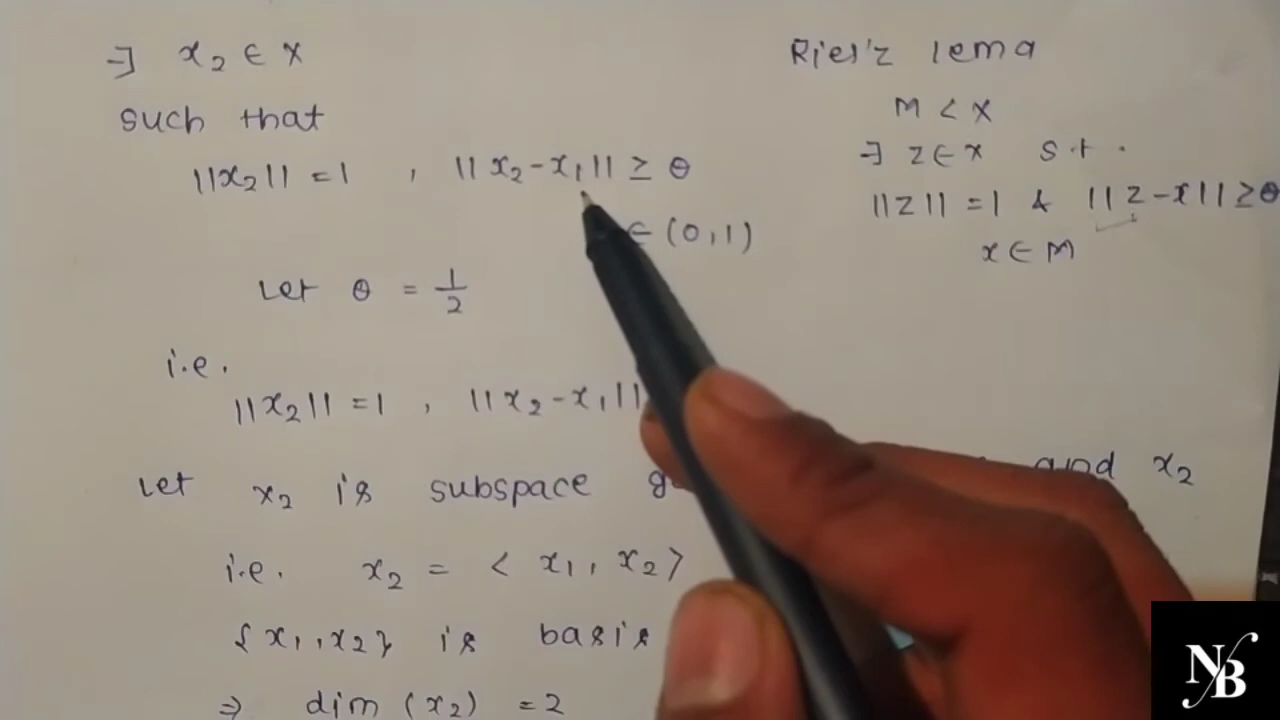 ∃ x₂ ∈ X
such that
||x₂|| = 1 , ||x₂ - x₁|| ≥ θ
∈ (0,1)
Let θ = 1/2
i.e.
||x₂|| = 1 , ||x₂ - x₁||
Let x₂ is subspace and x₂
i.e. x₂ = < x₁, x₂ >
{x₁, x₂} is basis
⇒ dim (x₂) = 2
Ries'z lema
M < X
∃ z ∈ X s.t.
||z|| = 1 & ||z - x|| ≥ θ
x ∈ M
NB